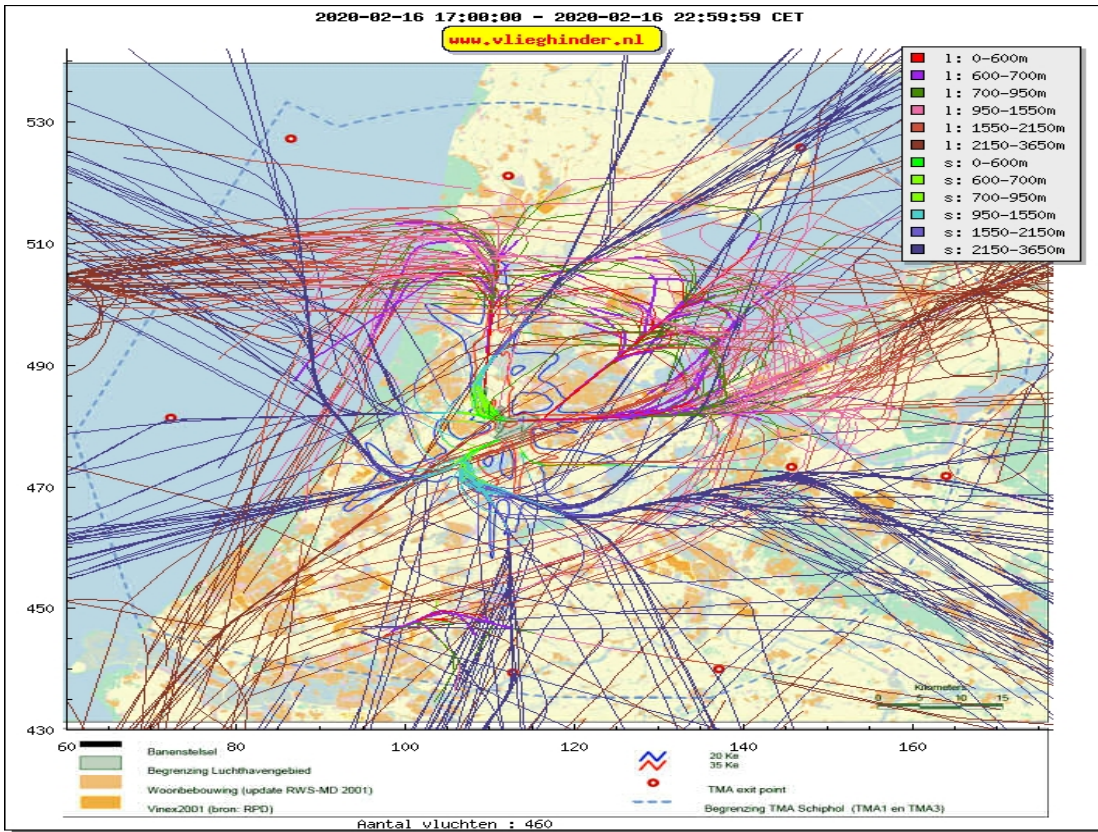 2020-02-16 17:00:00 - 2020-02-16 22:59:59 CET
www.vlieghinder.nl
l: 0-600m
l: 600-700m
l: 700-950m
l: 950-1550m
l: 1550-2150m
l: 2150-3650m
s: 0-600m
s: 600-700m
s: 700-950m
s: 950-1550m
s: 1550-2150m
s: 2150-3650m
530
510
490
470
450
430
60 80 100 120 140 160
Kilometers
0 5 10 15
Banenstelsel
Begrenzing Luchthavengebied
Woonbebouwing (update RWS-MD 2001)
Vinex2001 (bron: RPD)
20 Ke
35 Ke
TMA exit point
Begrenzing TMA Schiphol (TMA1 en TMA3)
Aantal vluchten : 460